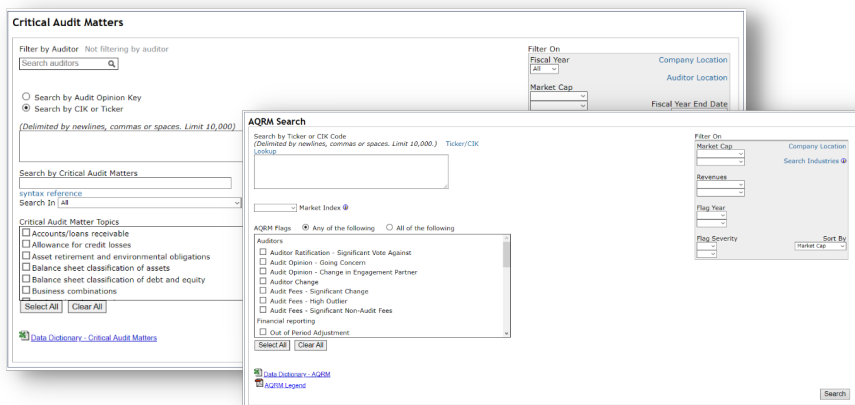 Critical Audit Matters
Filter by Auditor Not filtering by auditor
Search auditors
Search by Audit Opinion Key
Search by CIK or Ticker
(Delimited by newlines, commas or spaces. Limit 10,000)
Search by Critical Audit Matters
syntax reference
Search In All
Critical Audit Matter Topics
Accounts/loans receivable
Allowance for credit losses
Asset retirement and environmental obligations
Balance sheet classification of assets
Balance sheet classification of debt and equity
Business combinations
Select All Clear All
Data Dictionary - Critical Audit Matters
Filter On
Fiscal Year Company Location
All
Auditor Location
Market Cap
Fiscal Year End Date
AQRM Search
Search by Ticker or CIK Code
(Delimited by newlines, commas or spaces. Limit 10,000.) Ticker/CIK
Lookup
Market Index
AQRM Flags Any of the following All of the following
Auditors
Auditor Ratification - Significant Vote Against
Audit Opinion - Going Concern
Audit Opinion - Change in Engagement Partner
Auditor Change
Audit Fees - Significant Change
Audit Fees - High Outlier
Audit Fees - Significant Non-Audit Fees
Financial reporting
Out of Period Adjustment
Select All Clear All
Data Dictionary - AQRM
AQRM Legend
Filter On
Market Cap Company Location
Search Industries
Revenues
Flag Year
Flag Severity Sort By
Market Cap
Search